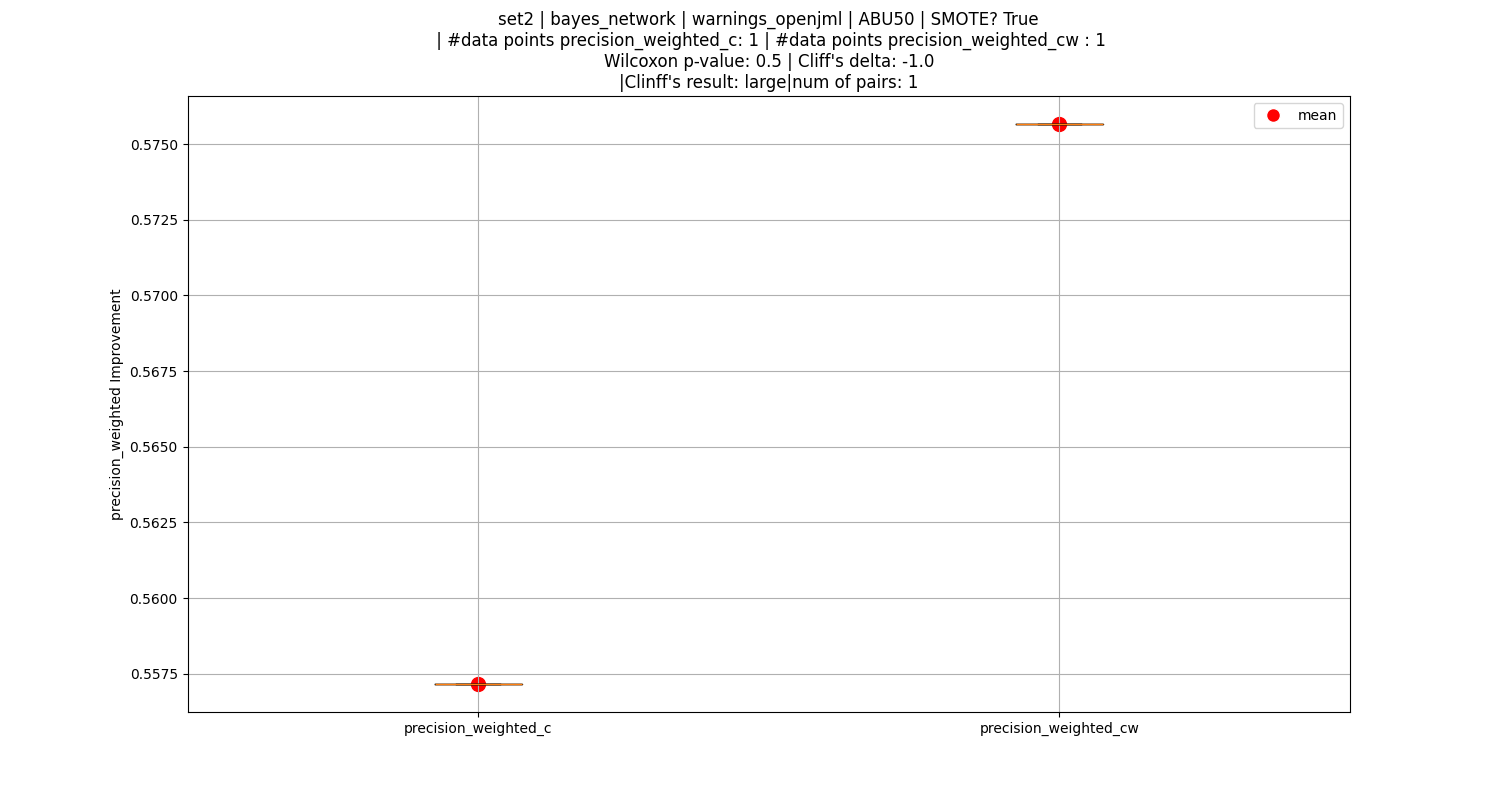 set2 | bayes_network | warnings_openjml | ABU50 | SMOTE? True
| #data points precision_weighted_c: 1 | #data points precision_weighted_cw : 1
Wilcoxon p-value: 0.5 | Cliff's delta: -1.0
|Clinff's result: large|num of pairs: 1
mean
0.5750
0.5725
0.5700
0.5675
0.5650
0.5625
0.5600
0.5575
precision_weighted Improvement
precision_weighted_c
precision_weighted_cw